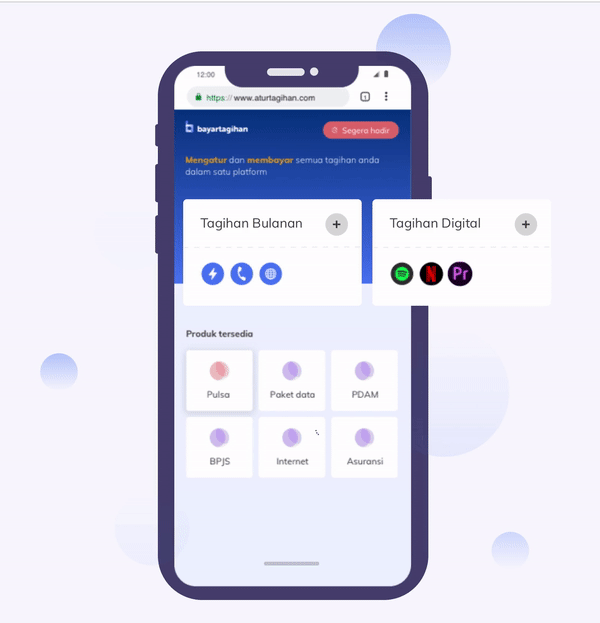 12:00
https:// www.aturtagihan.com
1
bayartagihan
Segera hadir
Mengatur dan membayar semua tagihan anda
dalam satu platform
Tagihan Bulanan
Tagihan Digital
N
Pr
Produk tersedia
Pulsa
Paket data
PDAM
BPJS
Internet
Asuransi